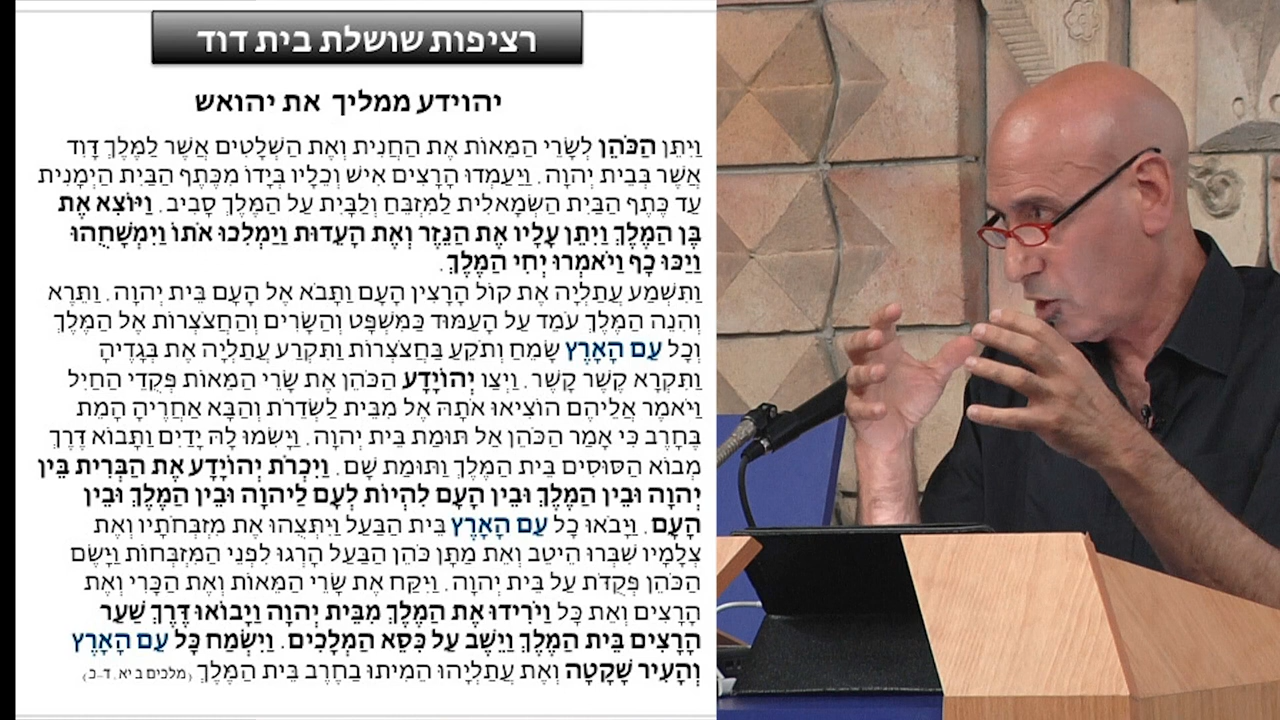 רציפות שושלת בית דוד
יהוידע ממליך את יהואש
וַיִּתֵּן הַכֹּהֵן לְשָׂרֵי הַמֵּאוֹת אֶת הַחֲנִית וְאֶת הַשְּׁלָטִים אֲשֶׁר לַמֶּלֶךְ דָּוִד
אֲשֶׁר בְּבֵית יְהוָה. וַיַּעַמְדוּ הָרָצִים אִישׁ וְכֵלָיו בְּיָדוֹ מִכֶּתֶף הַבַּיִת הַיְמָנִית
עַד כֶּתֶף הַבַּיִת הַשְּׂמָאלִית לַמִּזְבֵּחַ וְלַבָּיִת עַל הַמֶּלֶךְ סָבִיב. וַיּוֹצִא אֶת
בֶּן הַמֶּלֶךְ וַיִּתֵּן עָלָיו אֶת הַנֵּזֶר וְאֶת הָעֵדוּת וַיַּמְלִכוּ אֹתוֹ וַיִּמְשָׁחֻהוּ
וַיַּכּוּ כָף וַיֹּאמְרוּ יְחִי הַמֶּלֶךְ.
וַתִּשְׁמַע עֲתַלְיָה אֶת קוֹל הָרָצִין הָעָם וַתָּבֹא אֶל הָעָם בֵּית יְהוָה. וַתֵּרֶא
וְהִנֵּה הַמֶּלֶךְ עֹמֵד עַל הָעַמּוּד כַּמִּשְׁפָּט וְהַשָּׂרִים וְהַחֲצֹצְרוֹת אֶל הַמֶּלֶךְ
וְכָל עַם הָאָרֶץ שָׂמֵחַ וְתֹקֵעַ בַּחֲצֹצְרוֹת וַתִּקְרַע עֲתַלְיָה אֶת בְּגָדֶיהָ
וַתִּקְרָא קֶשֶׁר קָשֶׁר. וַיְצַו יְהוֹיָדָע הַכֹּהֵן אֶת שָׂרֵי הַמֵּאוֹת פְּקֻדֵי הַחַיִל
וַיֹּאמֶר אֲלֵיהֶם הוֹצִיאוּ אֹתָהּ אֶל מִבֵּית לַשְּׂדֵרֹת וְהַבָּא אַחֲרֶיהָ הָמֵת
בֶּחָרֶב כִּי אָמַר הַכֹּהֵן אַל תּוּמַת בֵּית יְהוָה. וַיָּשִׂמוּ לָהּ יָדַיִם וַתָּבוֹא דֶּרֶךְ
מְבוֹא הַסּוּסִים בֵּית הַמֶּלֶךְ וַתּוּמַת שָׁם. וַיִּכְרֹת יְהוֹיָדָע אֶת הַבְּרִית בֵּין
יְהוָה וּבֵין הַמֶּלֶךְ וּבֵין הָעָם לִהְיוֹת לְעָם לַיהוָה וּבֵין הַמֶּלֶךְ וּבֵין
הָעָם. וַיָּבֹאוּ כָל עַם הָאָרֶץ בֵּית הַבַּעַל וַיִּתְּצֻהוּ אֶת מִזְבְּחֹתָיו וְאֶת
צְלָמָיו שִׁבְּרוּ הֵיטֵב וְאֵת מַתָּן כֹּהֵן הַבַּעַל הָרְגוּ לִפְנֵי הַמִּזְבְּחוֹת וַיָּשֶׂם
הַכֹּהֵן פְּקֻדֹּת עַל בֵּית יְהוָה. וַיִּקַּח אֶת שָׂרֵי הַמֵּאוֹת וְאֶת הַכָּרִי וְאֶת
הָרָצִים וְאֵת כָּל וַיֹּרִידוּ אֶת הַמֶּלֶךְ מִבֵּית יְהוָה וַיָּבוֹאוּ דֶּרֶךְ שַׁעַר
הָרָצִים בֵּית הַמֶּלֶךְ וַיֵּשֶׁב עַל כִּסֵּא הַמְּלָכִים. וַיִּשְׂמַח כָּל עַם הָאָרֶץ
וְהָעִיר שָׁקָטָה וְאֶת עֲתַלְיָהוּ הֵמִיתוּ בַחֶרֶב בֵּית הַמֶּלֶךְ (מלכים ב יא, ד-כ)